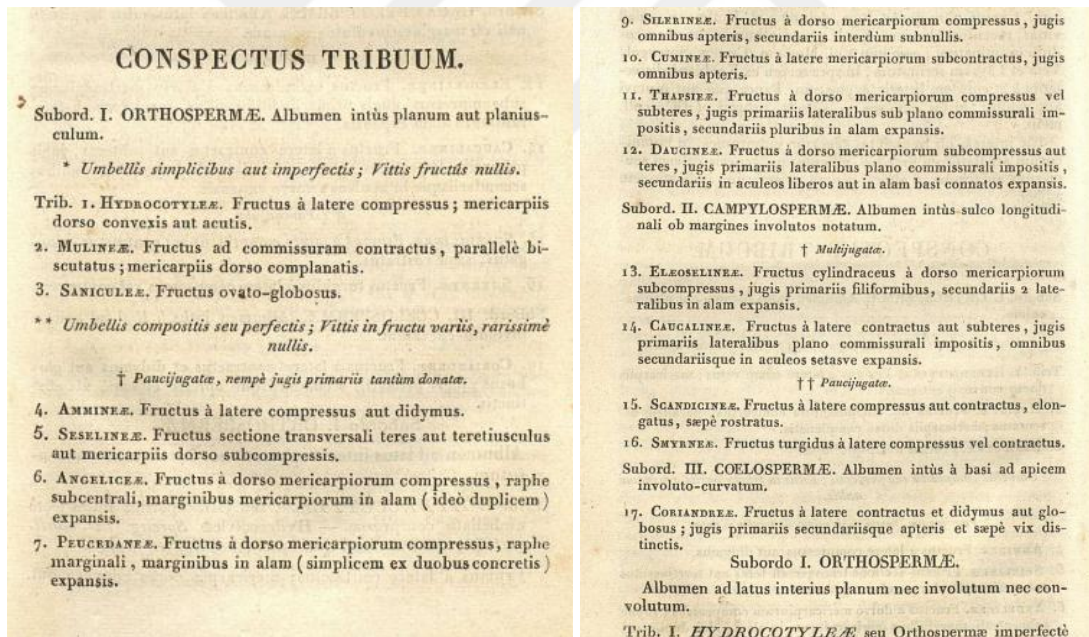 CONSPECTUS TRIBUUM.
Subord. I. ORTHOSPERMÆ. Albumen intùs planum aut planius-
culum.
* Umbellis simplicibus aut imperfectis ; Vittis fructûs nullis.
Trib. 1. HYDROCOTYLEÆ. Fructus à latere compressus ; mericarpiis
dorso convexis aut acutis.
2. MULINEÆ. Fructus ad commissuram contractus, parallelè bi-
scutatus ; mericarpiis dorso complanatis.
3. SANICULEÆ. Fructus ovato-globosus.
** Umbellis compositis seu perfectis ; Vittis in fructu variis, rarissimè
nullis.
† Paucijugatæ, nempè jugis primariis tantùm donatæ.
4. AMMINEÆ. Fructus à latere compressus aut didymus.
5. SESELINEÆ. Fructus sectione transversali teres aut teretiusculus
aut mericarpiis dorso subcompressis.
6. ANGELICEÆ. Fructus à dorso mericarpiorum compressus , raphe
subcentrali, marginibus mericarpiorum in alam ( ideò duplicem )
expansis.
7. PEUCEDANEÆ. Fructus à dorso mericarpiorum compressus, raphe
marginali , marginibus in alam ( simplicem ex duobus concretis )
expansis.
9. SILERINEÆ. Fructus à dorso mericarpiorum compressus , jugis
omnibus apteris, secundariis interdùm subnullis.
10. CUMINEÆ. Fructus à latere mericarpiorum subcontractus, jugis
omnibus apteris.
11. THAPSIEÆ. Fructus à dorso mericarpiorum compressus vel
subteres , jugis primariis lateralibus sub plano commissurali im-
positis , secundariis pluribus in alam expansis.
12. DAUCINEÆ. Fructus à dorso mericarpiorum subcompressus aut
teres , jugis primariis lateralibus plano commissurali impositis ,
secundariis in aculeos liberos aut in alam basi connatos expansis.
Subord. II. CAMPYLOSPERMÆ. Albumen intùs sulco longitudi-
nali ob margines involutos notatum.
† Multijugatæ.
13. ELÆOSELINEÆ. Fructus cylindraceus à dorso mericarpiorum
subcompressus , jugis primariis filiformibus, secundariis 2 late-
ralibus in alam expansis.
14. CAUCALINEÆ. Fructus à latere contractus aut subteres , jugis
primariis lateralibus plano commissurali impositis , omnibus
secundariisque in aculeos setasve expansis.
†† Paucijugatæ.
15. SCANDICINEÆ. Fructus à latere compressus aut contractus, elon-
gatus, sæpè rostratus.
16. SMYRNEÆ. Fructus turgidus à latere compressus vel contractus.
Subord. III. COELOSPERMÆ. Albumen intùs à basi ad apicem
involuto-curvatum.
17. CORIANDREÆ. Fructus à latere contractus et didymus aut glo-
bosus ; jugis primariis secundariisque apteris et sæpè vix dis-
tinctis.
Subordo I. ORTHOSPERMÆ.
Albumen ad latus interius planum nec involutum nec con-
volutum.
Trib. I. HYDROCOTYLEÆ seu Orthospermæ imperfectè